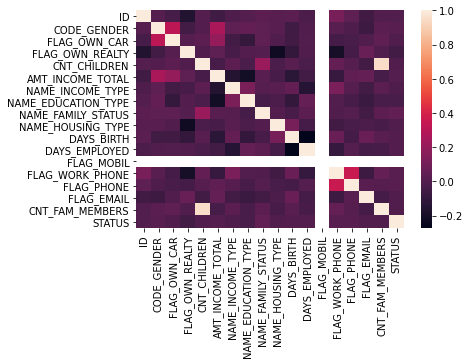 ID
CODE_GENDER
FLAG_OWN_CAR
FLAG_OWN_REALTY
CNT_CHILDREN
AMT_INCOME_TOTAL
NAME_INCOME_TYPE
NAME_EDUCATION_TYPE
NAME_FAMILY_STATUS
NAME_HOUSING_TYPE
DAYS_BIRTH
DAYS_EMPLOYED
FLAG_MOBIL
FLAG_WORK_PHONE
FLAG_PHONE
FLAG_EMAIL
CNT_FAM_MEMBERS
STATUS
ID
CODE_GENDER
FLAG_OWN_CAR
FLAG_OWN_REALTY
CNT_CHILDREN
AMT_INCOME_TOTAL
NAME_INCOME_TYPE
NAME_EDUCATION_TYPE
NAME_FAMILY_STATUS
NAME_HOUSING_TYPE
DAYS_BIRTH
DAYS_EMPLOYED
FLAG_MOBIL
FLAG_WORK_PHONE
FLAG_PHONE
FLAG_EMAIL
CNT_FAM_MEMBERS
STATUS
1.0
0.8
0.6
0.4
0.2
0.0
−0.2